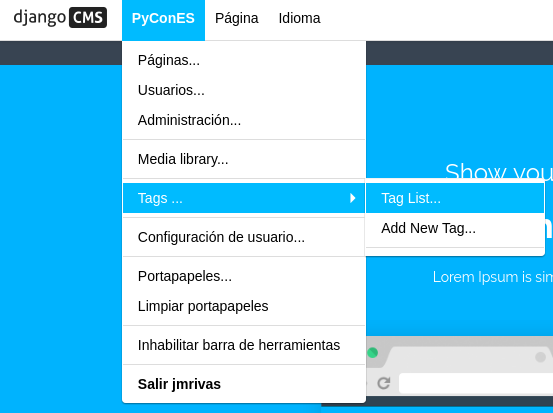 django CMS PyConES Página Idioma
Páginas...
Usuarios...
Administración...
Media library...
Show you
Tags ... Tag List...
Add New Tag...
Configuración de usuario...
Portapapeles... Lorem Ipsum is sim
Limpiar portapapeles
Inhabilitar barra de herramientas
Salir jmrivas